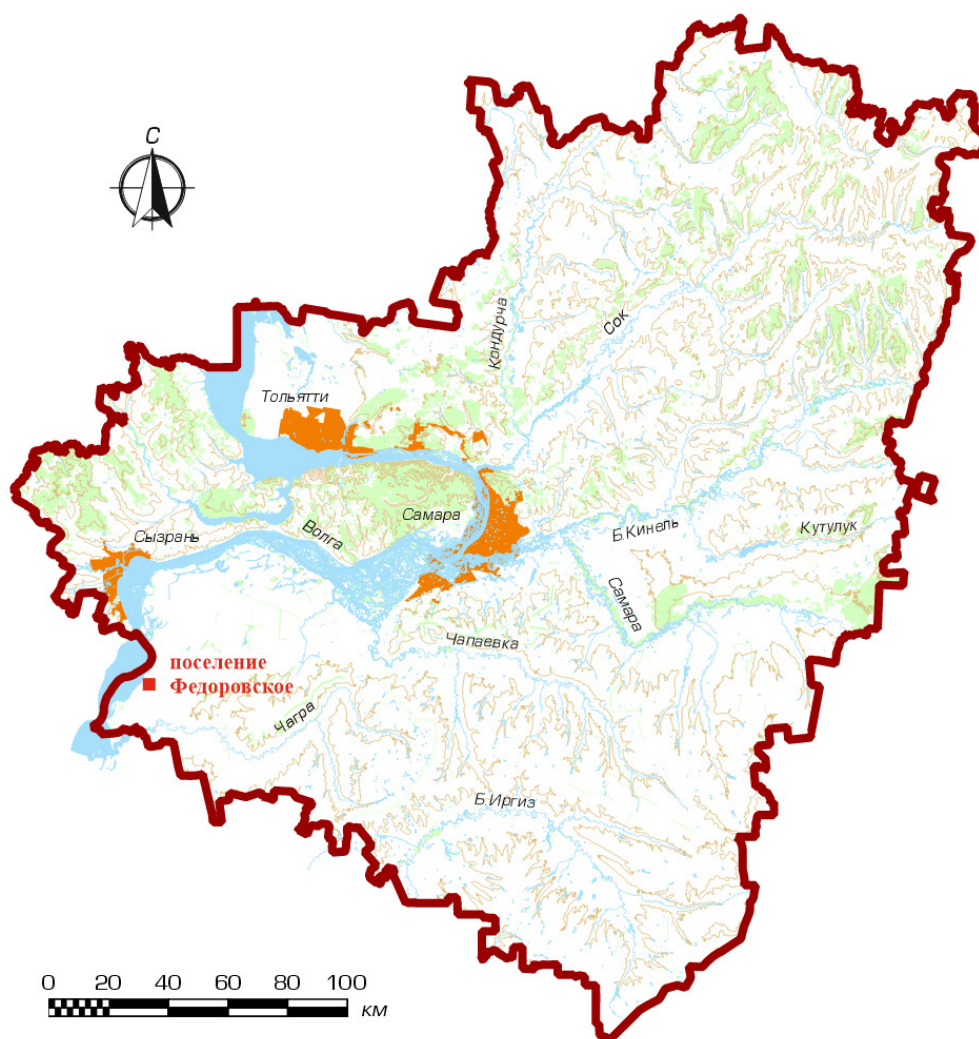 С
Кондурча
Сок
Тольятти
Самара
Волга
Сызрань
Б.Кинель
Кутулук
Самара
Чапаевка
поселение
Федоровское
Чагра
Б.Иргиз
0 20 40 60 80 100
км